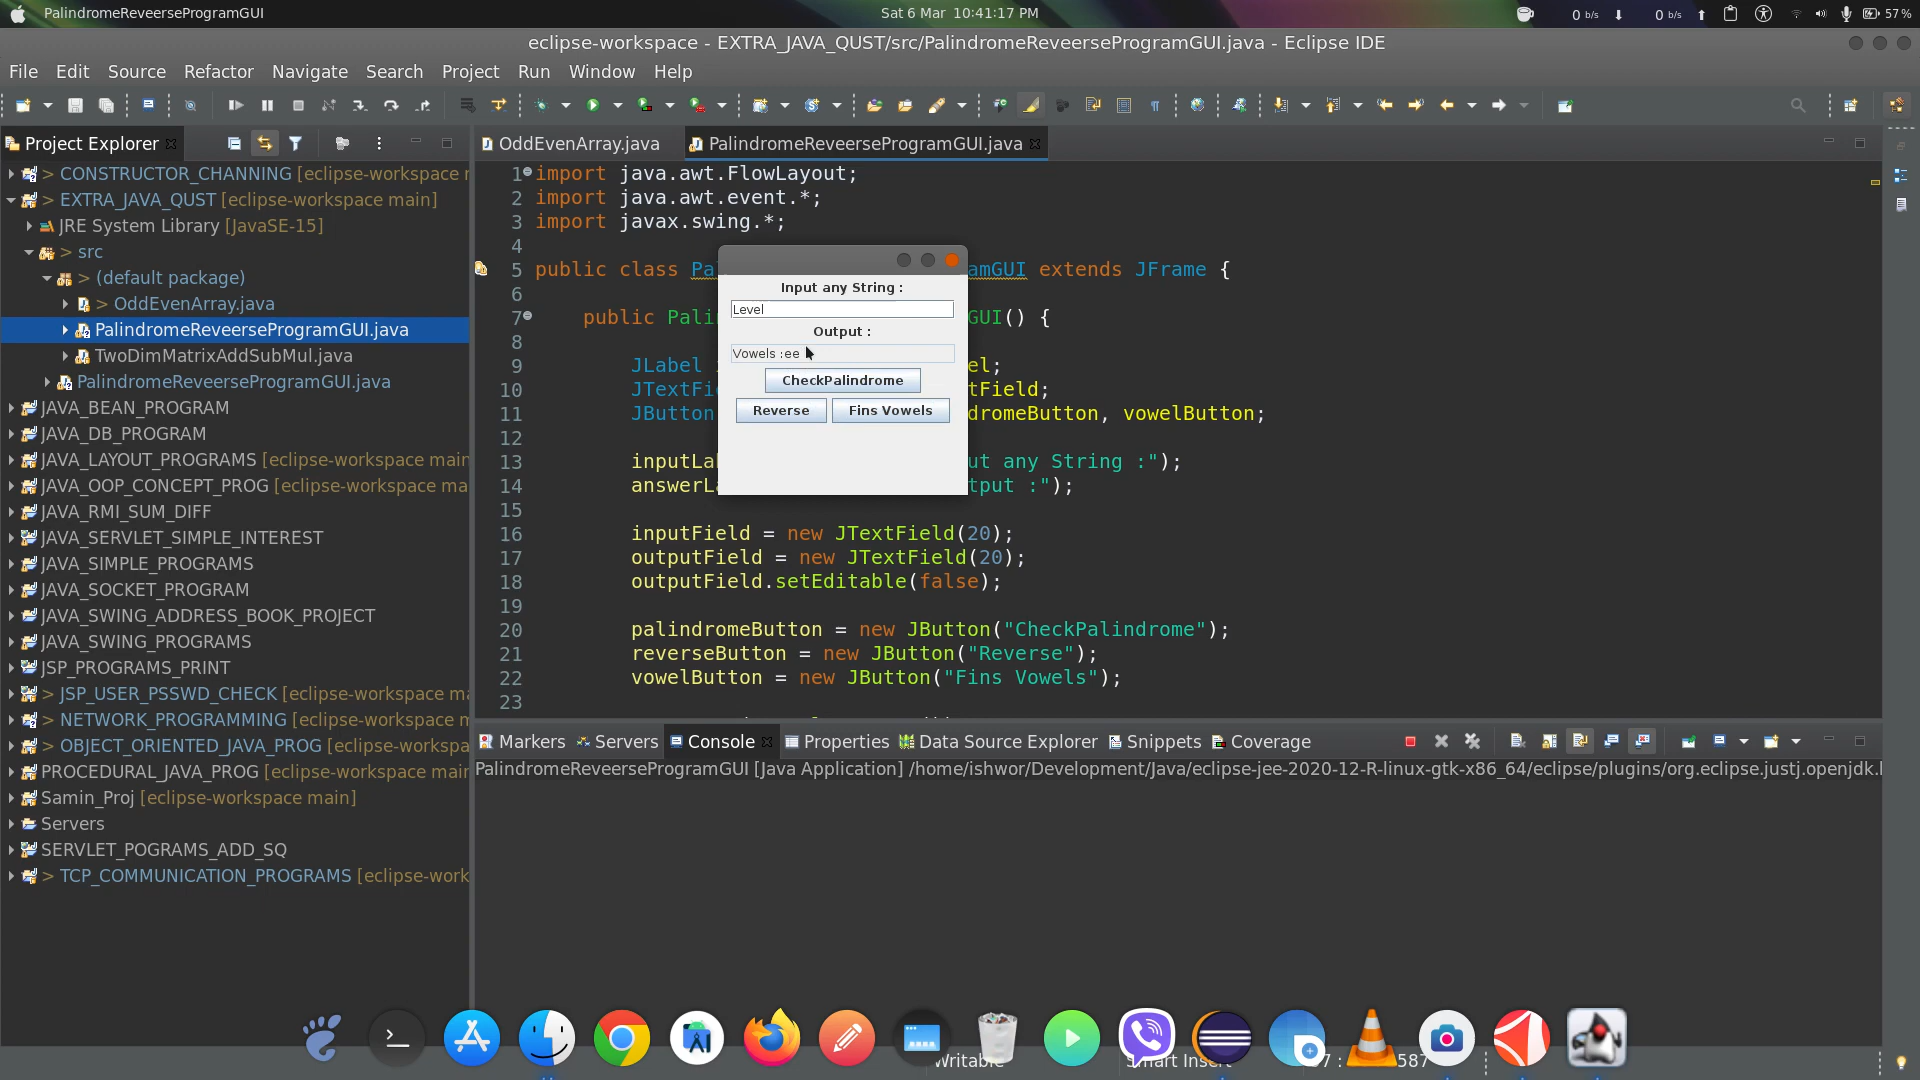 PalindromeReveerseProgramGUI
Sat 6 Mar 10:41:17 PM
0 b/s
0 b/s
57%
eclipse-workspace - EXTRA_JAVA_QUST/src/PalindromeReveerseProgramGUI.java - Eclipse IDE
File Edit Source Refactor Navigate Search Project Run Window Help
Project Explorer
> CONSTRUCTOR_CHANNING [eclipse-workspace r
> EXTRA_JAVA_QUST [eclipse-workspace main]
JRE System Library [JavaSE-15]
> src
> (default package)
> OddEvenArray.java
PalindromeReveerseProgramGUI.java
TwoDimMatrixAddSubMul.java
PalindromeReveerseProgramGUI.java
JAVA_BEAN_PROGRAM
JAVA_DB_PROGRAM
JAVA_LAYOUT_PROGRAMS [eclipse-workspace main
JAVA_OOP_CONCEPT_PROG [eclipse-workspace ma
JAVA_RMI_SUM_DIFF
JAVA_SERVLET_SIMPLE_INTEREST
JAVA_SIMPLE_PROGRAMS
JAVA_SOCKET_PROGRAM
JAVA_SWING_ADDRESS_BOOK_PROJECT
JAVA_SWING_PROGRAMS
JSP_PROGRAMS_PRINT
> JSP_USER_PSSWD_CHECK [eclipse-workspace ma
> NETWORK_PROGRAMMING [eclipse-workspace m
> OBJECT_ORIENTED_JAVA_PROG [eclipse-workspa
PROCEDURAL_JAVA_PROG [eclipse-workspace main
Samin_Proj [eclipse-workspace main]
Servers
SERVLET_POGRAMS_ADD_SQ
> TCP_COMMUNICATION_PROGRAMS [eclipse-work
OddEvenArray.java
PalindromeReveerseProgramGUI.java
1 import java.awt.FlowLayout;
2 import java.awt.event.*;
3 import javax.swing.*;
4
5 public class Pa amGUI extends JFrame {
6
7 public Pali GUI() {
8
9 JLabel el;
10 JTextFi tField;
11 JButton dromeButton, vowelButton;
12
13 inputLa ut any String :");
14 answerL tput :");
15
16 inputField = new JTextField(20);
17 outputField = new JTextField(20);
18 outputField.setEditable(false);
19
20 palindromeButton = new JButton("CheckPalindrome");
21 reverseButton = new JButton("Reverse");
22 vowelButton = new JButton("Fins Vowels");
23
Input any String :
Level
Output :
Vowels :ee
CheckPalindrome
Reverse
Fins Vowels
Markers Servers Console Properties Data Source Explorer Snippets Coverage
PalindromeReveerseProgramGUI [Java Application] /home/ishwor/Development/Java/eclipse-jee-2020-12-R-linux-gtk-x86_64/eclipse/plugins/org.eclipse.justj.openjdk.
Writable
Smart Insert
587